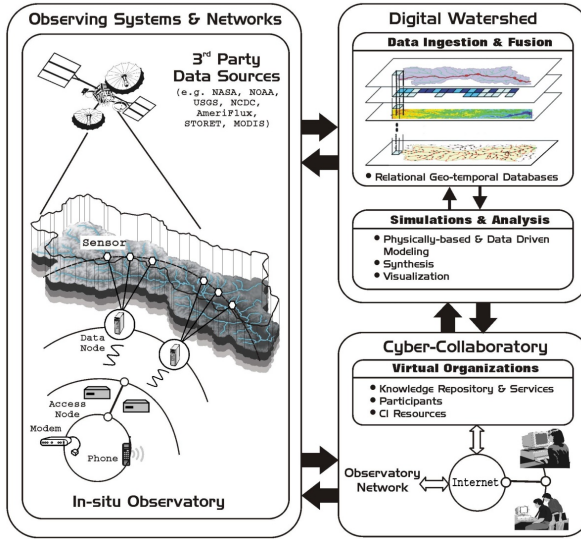 Observing Systems & Networks
3rd Party
Data Sources
(e.g. NASA, NOAA,
USGS, NCDC,
AmeriFlux,
STORET, MODIS)
Sensor
Data
Node
Access
Node
Modem
Phone
In-situ Observatory
Digital Watershed
Data Ingestion & Fusion
• Relational Geo-temporal Databases
Simulations & Analysis
• Physically-based & Data Driven
Modeling
• Synthesis
• Visualization
Cyber-Collaboratory
Virtual Organizations
• Knowledge Repository & Services
• Participants
• CI Resources
Observatory
Network
Internet